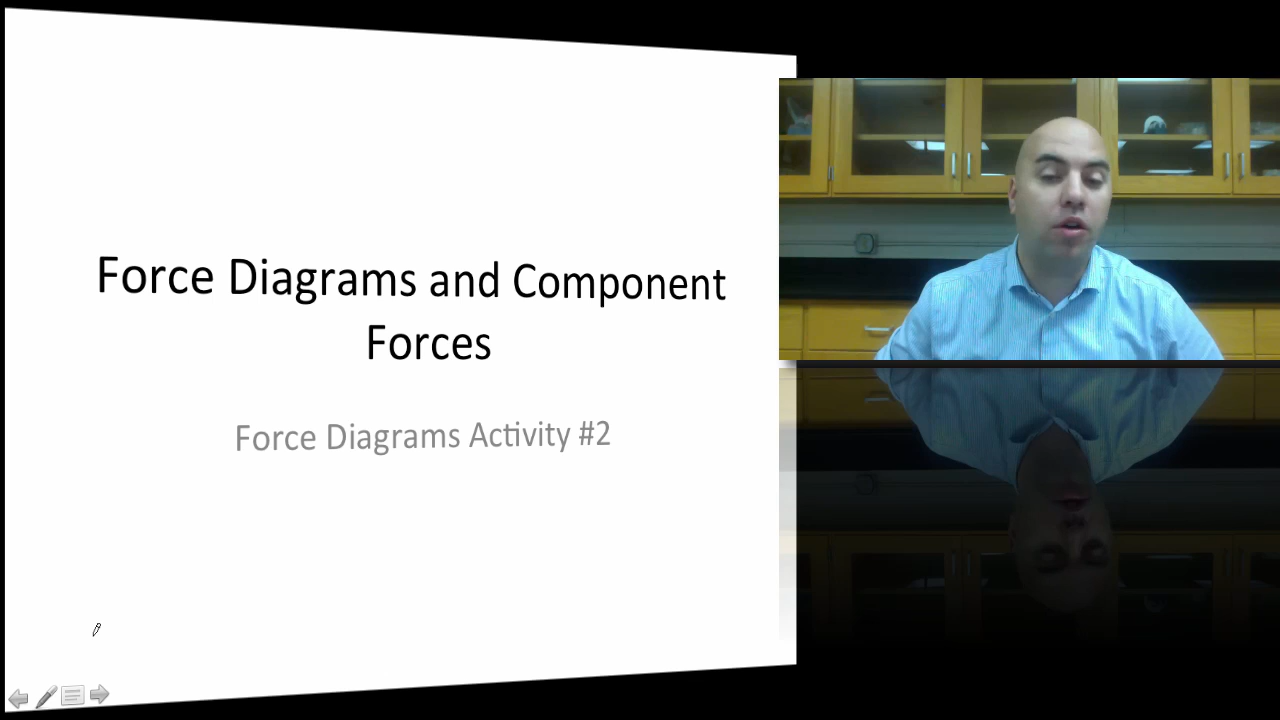 Force Diagrams and Component
Forces
Force Diagrams Activity #2